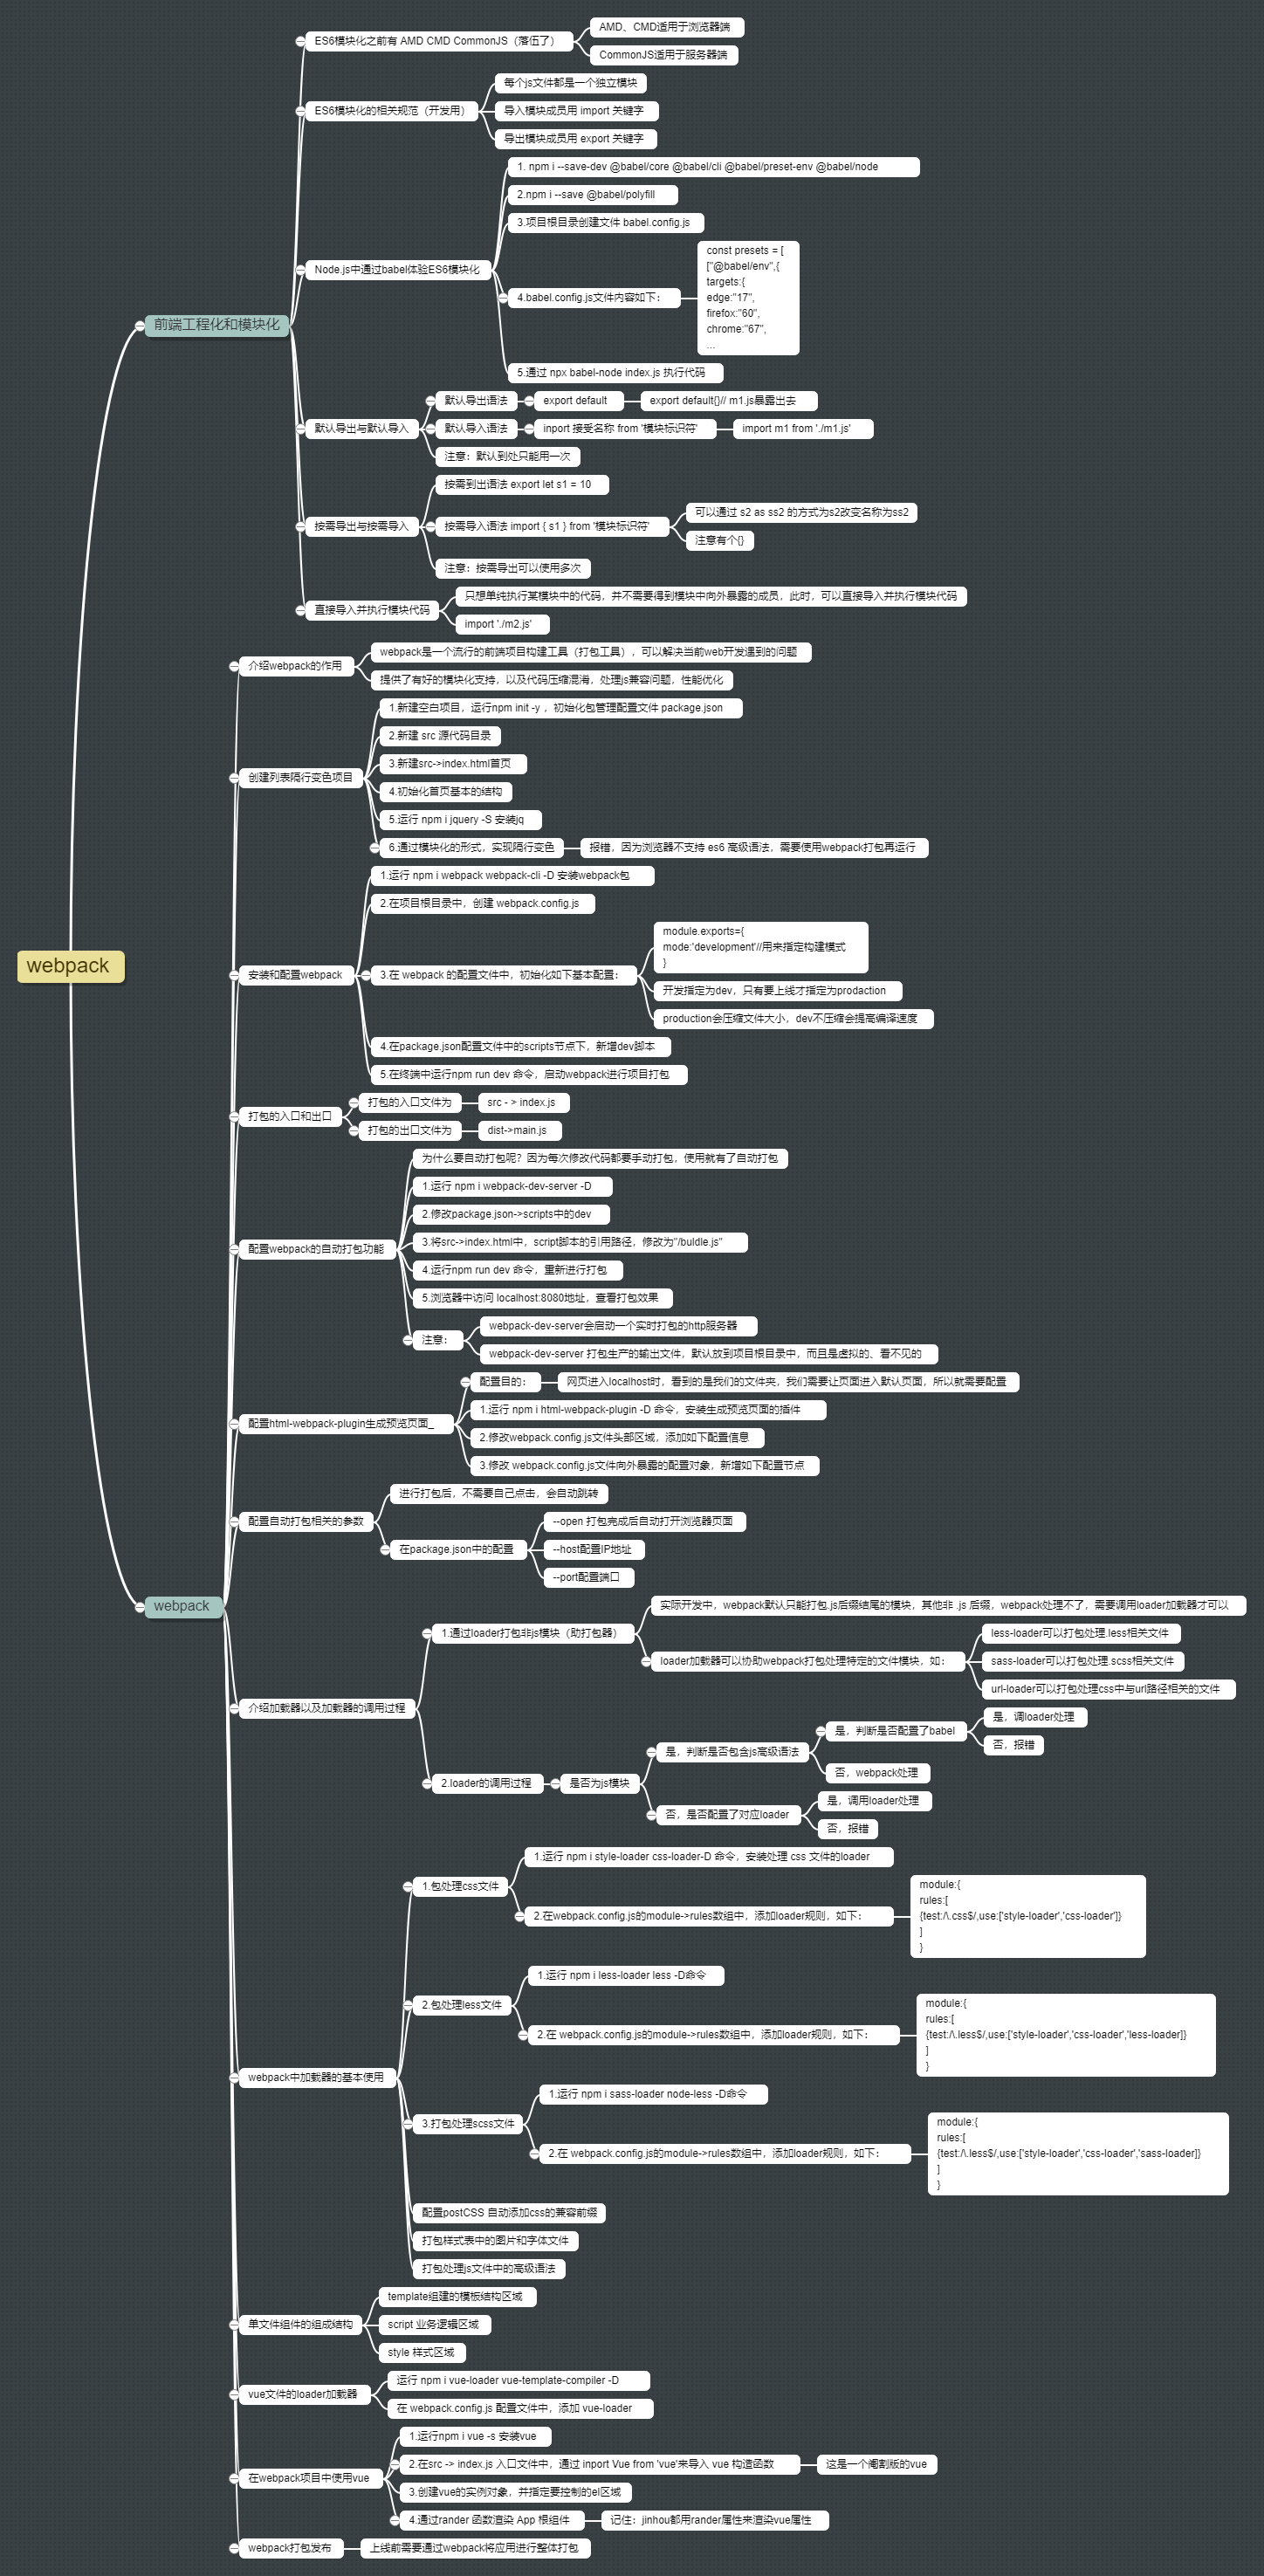 webpack
前端工程化和模块化
ES6模块化之前有 AMD CMD CommonJS（落伍了）
AMD、CMD适用于浏览器端
CommonJS适用于服务器端
ES6模块化的相关规范（开发用）
每个js文件都是一个独立模块
导入模块成员用 import 关键字
导出模块成员用 export 关键字
Node.js中通过babel体验ES6模块化
1. npm i --save-dev @babel/core @babel/cli @babel/preset-env @babel/node
2.npm i --save @babel/polyfill
3.项目根目录创建文件 babel.config.js
4.babel.config.js文件内容如下：
const presets = [
["@babel/env",{
targets:{
edge:"17",
firefox:"60",
chrome:"67",
...
5.通过 npx babel-node index.js 执行代码
默认导出与默认导入
默认导出语法
export default
export default{}// m1.js暴露出去
默认导入语法
inport 接受名称 from '模块标识符'
import m1 from './m1.js'
注意：默认到处只能用一次
按需导出与按需导入
按需到出语法 export let s1 = 10
按需导入语法 import { s1 } from '模块标识符'
可以通过 s2 as ss2 的方式为s2改变名称为ss2
注意有个{}
注意：按需导出可以使用多次
直接导入并执行模块代码
只想单纯执行某模块中的代码，并不需要得到模块中向外暴露的成员，此时，可以直接导入并执行模块代码
import './m2.js'
webpack
介绍webpack的作用
webpack是一个流行的前端项目构建工具（打包工具），可以解决当前web开发遇到的问题
提供了有好的模块化支持，以及代码压缩混淆，处理js兼容问题，性能优化
创建列表隔行变色项目
1.新建空白项目，运行npm init -y ，初始化包管理配置文件 package.json
2.新建 src 源代码目录
3.新建src->index.html首页
4.初始化首页基本的结构
5.运行 npm i jquery -S 安装jq
6.通过模块化的形式，实现隔行变色
报错，因为浏览器不支持 es6 高级语法，需要使用webpack打包再运行
安装和配置webpack
1.运行 npm i webpack webpack-cli -D 安装webpack包
2.在项目根目录中，创建 webpack.config.js
3.在 webpack 的配置文件中，初始化如下基本配置：
module.exports={
mode:'development'//用来指定构建模式
}
开发指定为dev，只有要上线才指定为prodaction
production会压缩文件大小，dev不压缩会提高编译速度
4.在package.json配置文件中的scripts节点下，新增dev脚本
5.在终端中运行npm run dev 命令，启动webpack进行项目打包
打包的入口和出口
打包的入口文件为
src - > index.js
打包的出口文件为
dist->main.js
配置webpack的自动打包功能
为什么要自动打包呢？因为每次修改代码都要手动打包，使用就有了自动打包
1.运行 npm i webpack-dev-server -D
2.修改package.json->scripts中的dev
3.将src->index.html中，script脚本的引用路径，修改为"/buldle.js"
4.运行npm run dev 命令，重新进行打包
5.浏览器中访问 localhost:8080地址，查看打包效果
注意：
webpack-dev-server会启动一个实时打包的http服务器
webpack-dev-server 打包生产的输出文件，默认放到项目根目录中，而且是虚拟的、看不见的
配置html-webpack-plugin生成预览页面_
配置目的：
网页进入localhost时，看到的是我们的文件夹，我们需要让页面进入默认页面，所以就需要配置
1.运行 npm i html-webpack-plugin -D 命令，安装生成预览页面的插件
2.修改webpack.config.js文件头部区域，添加如下配置信息
3.修改 webpack.config.js文件向外暴露的配置对象，新增如下配置节点
配置自动打包相关的参数
进行打包后，不需要自己点击，会自动跳转
在package.json中的配置
--open 打包完成后自动打开浏览器页面
--host配置IP地址
--port配置端口
介绍加载器以及加载器的调用过程
1.通过loader打包非js模块（助打包器）
实际开发中，webpack默认只能打包.js后缀结尾的模块，其他非 .js 后缀，webpack处理不了，需要调用loader加载器才可以
loader加载器可以协助webpack打包处理特定的文件模块，如：
less-loader可以打包处理.less相关文件
sass-loader可以打包处理.scss相关文件
url-loader可以打包处理css中与url路径相关的文件
2.loader的调用过程
是否为js模块
是，判断是否包含js高级语法
是，判断是否配置了babel
是，调loader处理
否，报错
否，webpack处理
否，是否配置了对应loader
是，调用loader处理
否，报错
webpack中加载器的基本使用
1.包处理css文件
1.运行 npm i style-loader css-loader-D 命令，安装处理 css 文件的loader
2.在webpack.config.js的module->rules数组中，添加loader规则，如下：
module:{
rules:[
{test:/\.css$/,use:['style-loader','css-loader']}
]
}
2.包处理less文件
1.运行 npm i less-loader less -D命令
2.在 webpack.config.js的module->rules数组中，添加loader规则，如下：
module:{
rules:[
{test:/\.less$/,use:['style-loader','css-loader','less-loader]}
]
}
3.打包处理scss文件
1.运行 npm i sass-loader node-less -D命令
2.在 webpack.config.js的module->rules数组中，添加loader规则，如下：
module:{
rules:[
{test:/\.less$/,use:['style-loader','css-loader','sass-loader]}
]
}
配置postCSS 自动添加css的兼容前缀
打包样式表中的图片和字体文件
打包处理js文件中的高级语法
单文件组件的组成结构
template组建的模板结构区域
script 业务逻辑区域
style 样式区域
vue文件的loader加载器
运行 npm i vue-loader vue-template-compiler -D
在 webpack.config.js 配置文件中，添加 vue-loader
在webpack项目中使用vue
1.运行npm i vue -s 安装vue
2.在src -> index.js 入口文件中，通过 inport Vue from 'vue'来导入 vue 构造函数
这是一个阉割版的vue
3.创建vue的实例对象，并指定要控制的el区域
4.通过rander 函数渲染 App 根组件
记住：jinhou都用rander属性来渲染vue属性
webpack打包发布
上线前需要通过webpack将应用进行整体打包